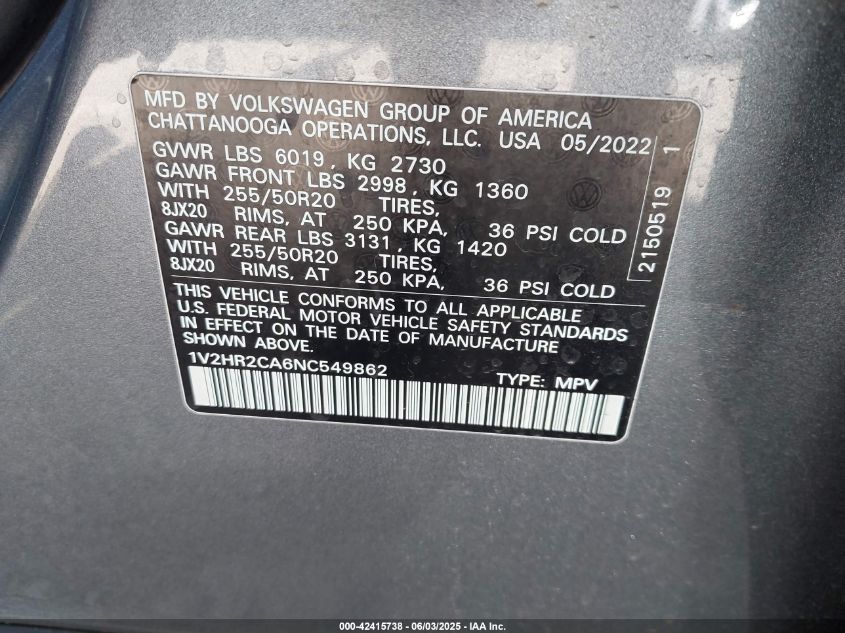 MFD BY VOLKSWAGEN GROUP OF AMERICA
CHATTANOOGA OPERATIONS, LLC. USA 05/2022
GVWR LBS 6019, KG 2730
GAWR FRONT LBS 2998, KG 1360
WITH 255/50R20 TIRES,
8JX20 RIMS, AT 250 KPA, 36 PSI COLD
GAWR REAR LBS 3131, KG 1420
WITH 255/50R20 TIRES,
8JX20 RIMS, AT 250 KPA, 36 PSI COLD
2150519 1
THIS VEHICLE CONFORMS TO ALL APPLICABLE
U.S. FEDERAL MOTOR VEHICLE SAFETY STANDARDS
IN EFFECT ON THE DATE OF MANUFACTURE
SHOWN ABOVE.
1V2HR2CA6NC549862 TYPE: MPV
000-42415738 - 06/03/2025 - IAA Inc.